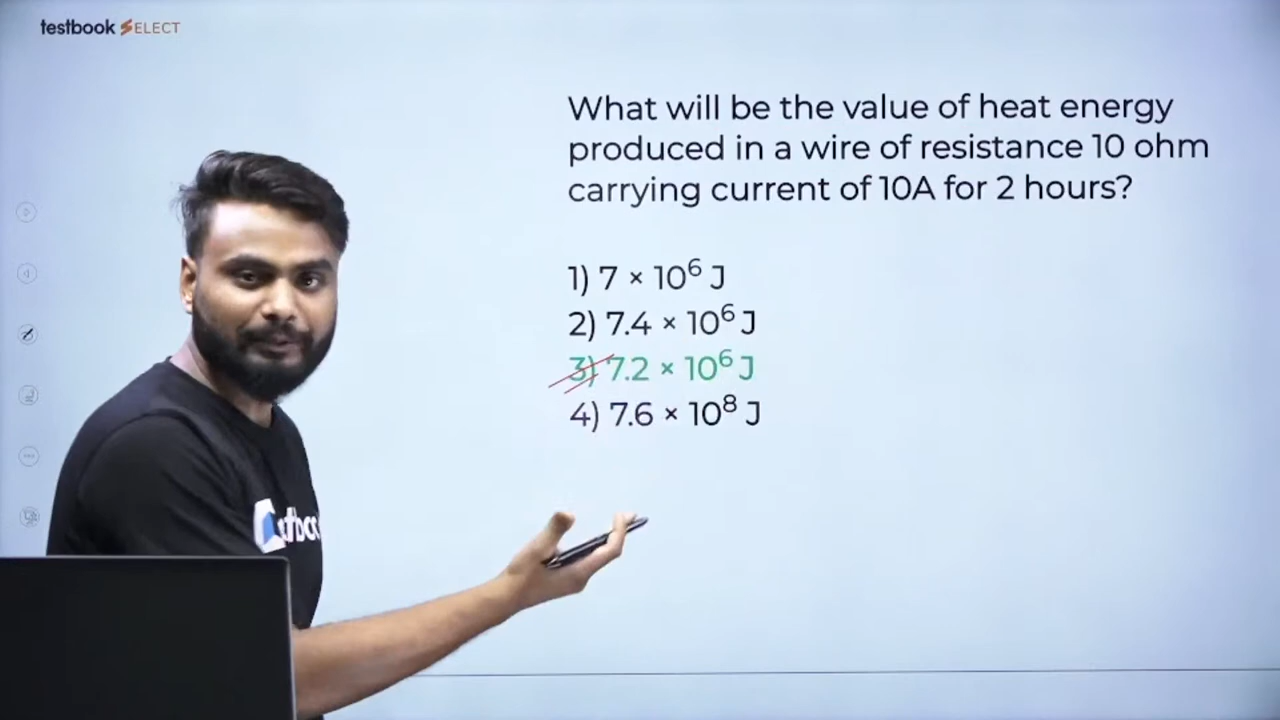 testbook SELECT
What will be the value of heat energy
produced in a wire of resistance 10 ohm
carrying current of 10A for 2 hours?
1) 7 × 10⁶ J
2) 7.4 × 10⁶ J
3) 7.2 × 10⁶ J
4) 7.6 × 10⁸ J